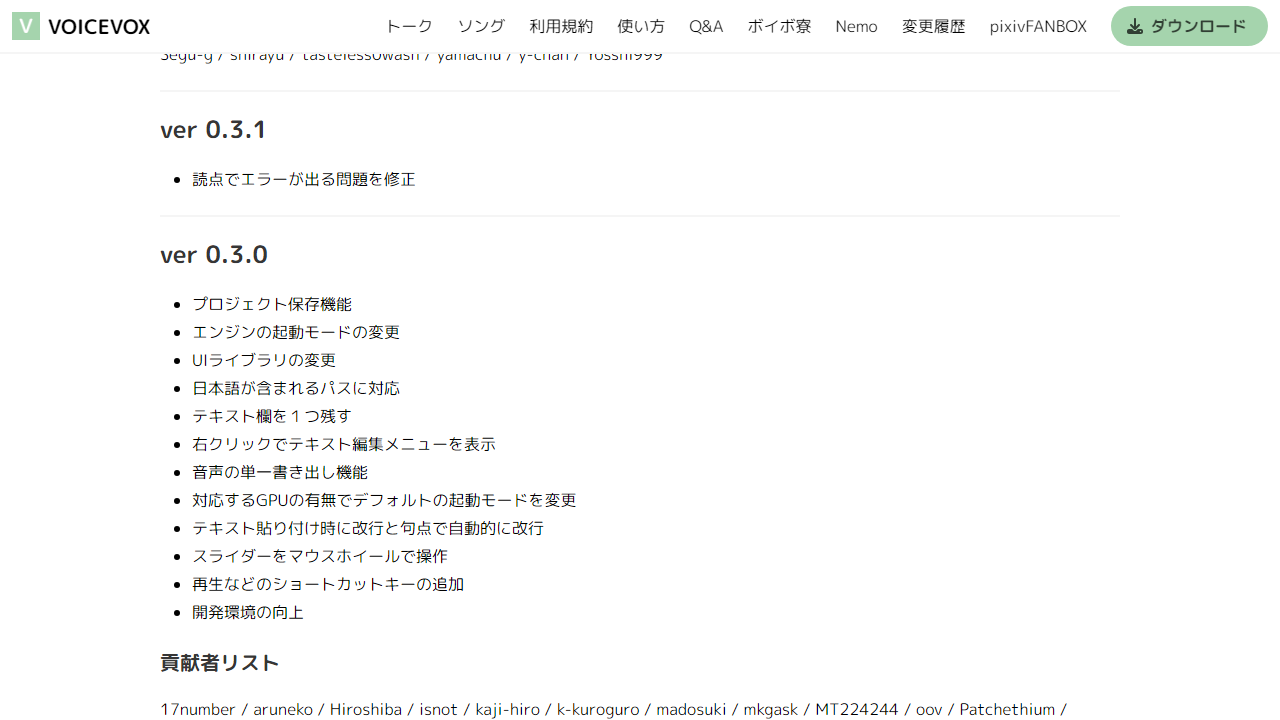 V VOICEVOX トーク ソング 利用規約 使い方 Q&A ボイボ寮 Nemo 変更履歴 pixivFANBOX ダウンロード
Segu-g / shirayu / tastelessowash / yamachu / y-chan / Yosshi999
ver 0.3.1
読点でエラーが出る問題を修正
ver 0.3.0
プロジェクト保存機能
エンジンの起動モードの変更
UIライブラリの変更
日本語が含まれるパスに対応
テキスト欄を１つ残す
右クリックでテキスト編集メニューを表示
音声の単一書き出し機能
対応するGPUの有無でデフォルトの起動モードを変更
テキスト貼り付け時に改行と句点で自動的に改行
スライダーをマウスホイールで操作
再生などのショートカットキーの追加
開発環境の向上
貢献者リスト
17number / aruneko / Hiroshiba / isnot / kaji-hiro / k-kuroguro / madosuki / mkgask / MT224244 / oov / Patchethium /